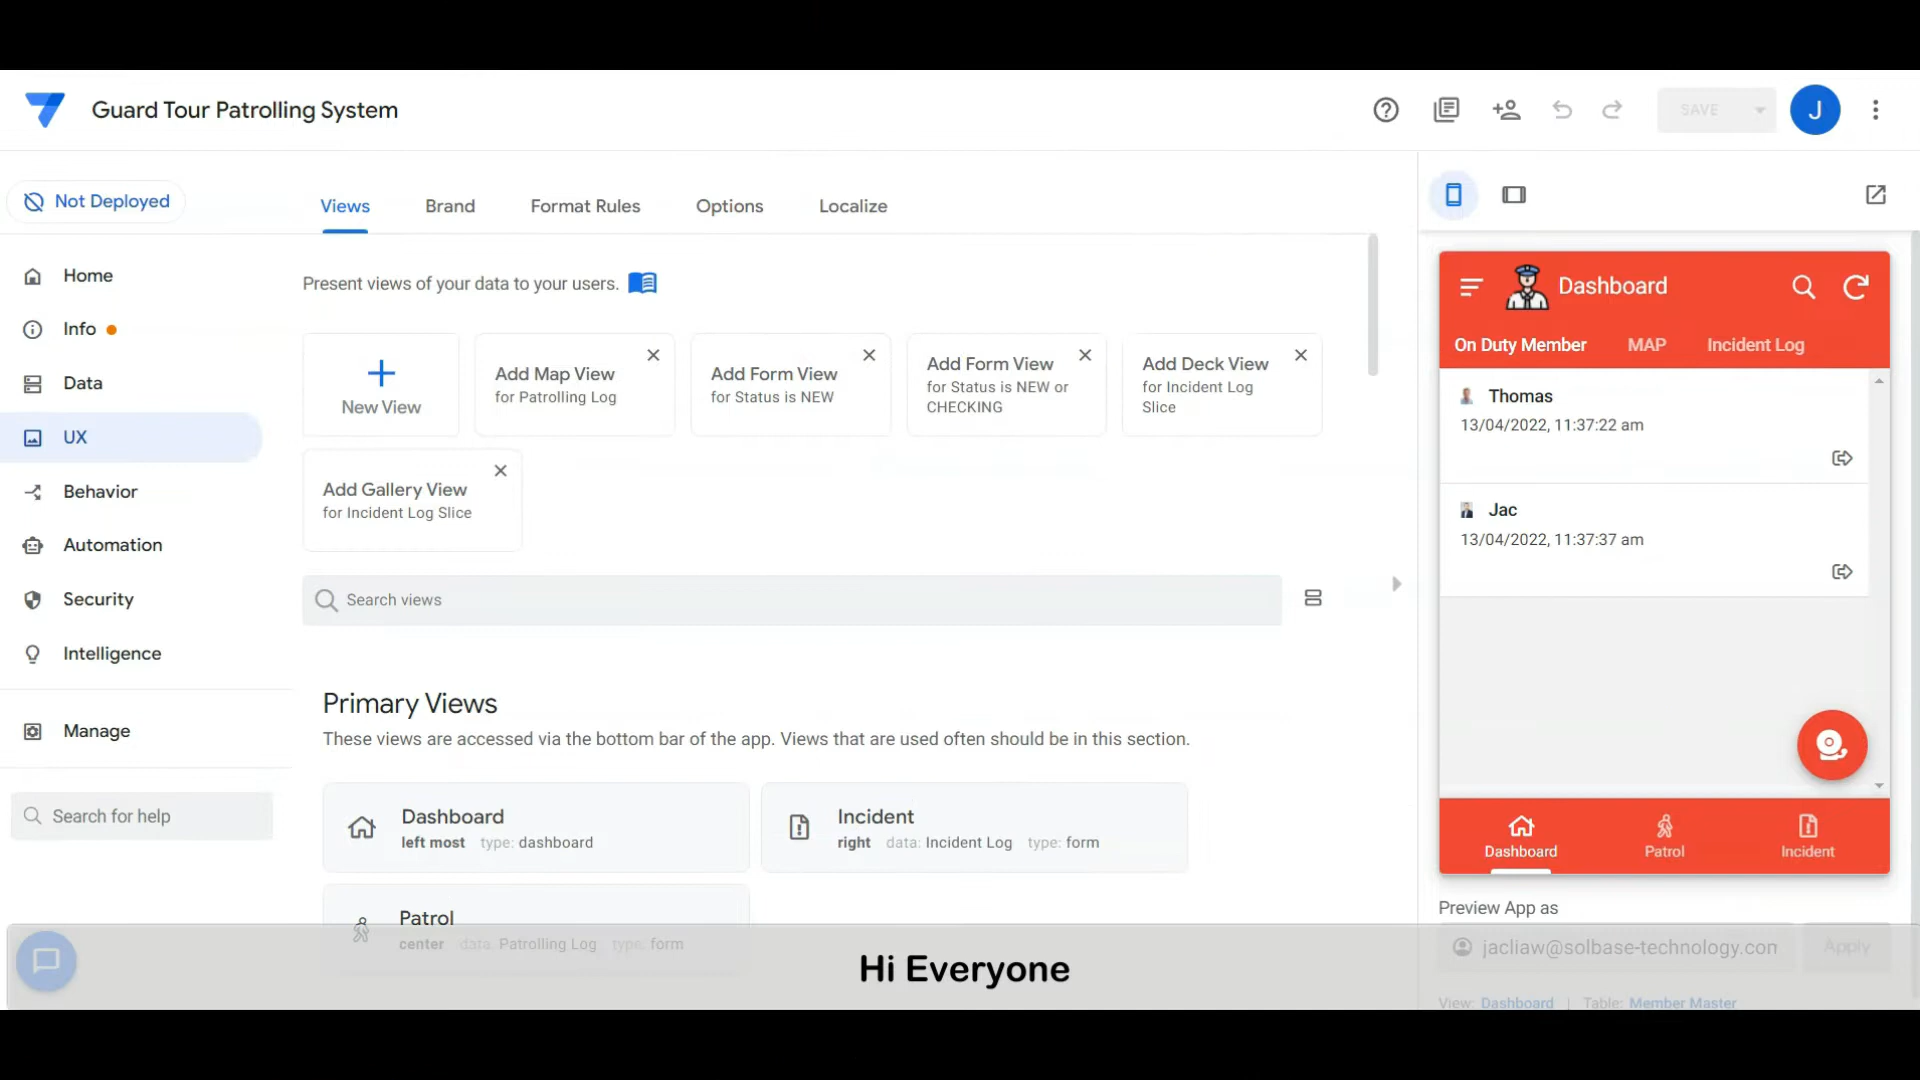 Guard Tour Patrolling System
SAVE
J
Not Deployed
Views
Brand
Format Rules
Options
Localize
Home
Info
Data
UX
Behavior
Automation
Security
Intelligence
Manage
Search for help
Present views of your data to your users.
New View
Add Map View
for Patrolling Log
Add Form View
for Status is NEW
Add Form View
for Status is NEW or
CHECKING
Add Deck View
for Incident Log
Slice
Add Gallery View
for Incident Log Slice
Search views
Primary Views
These views are accessed via the bottom bar of the app. Views that are used often should be in this section.
Dashboard
left most type: dashboard
Incident
right data: Incident Log type: form
Patrol
center data: Patrolling Log type: form
Dashboard
On Duty Member
MAP
Incident Log
Thomas
13/04/2022, 11:37:22 am
Jac
13/04/2022, 11:37:37 am
Dashboard
Patrol
Incident
Preview App as
jacliaw@solbase-technology.com
Apply
View: Dashboard | Table: Member Master
Hi Everyone